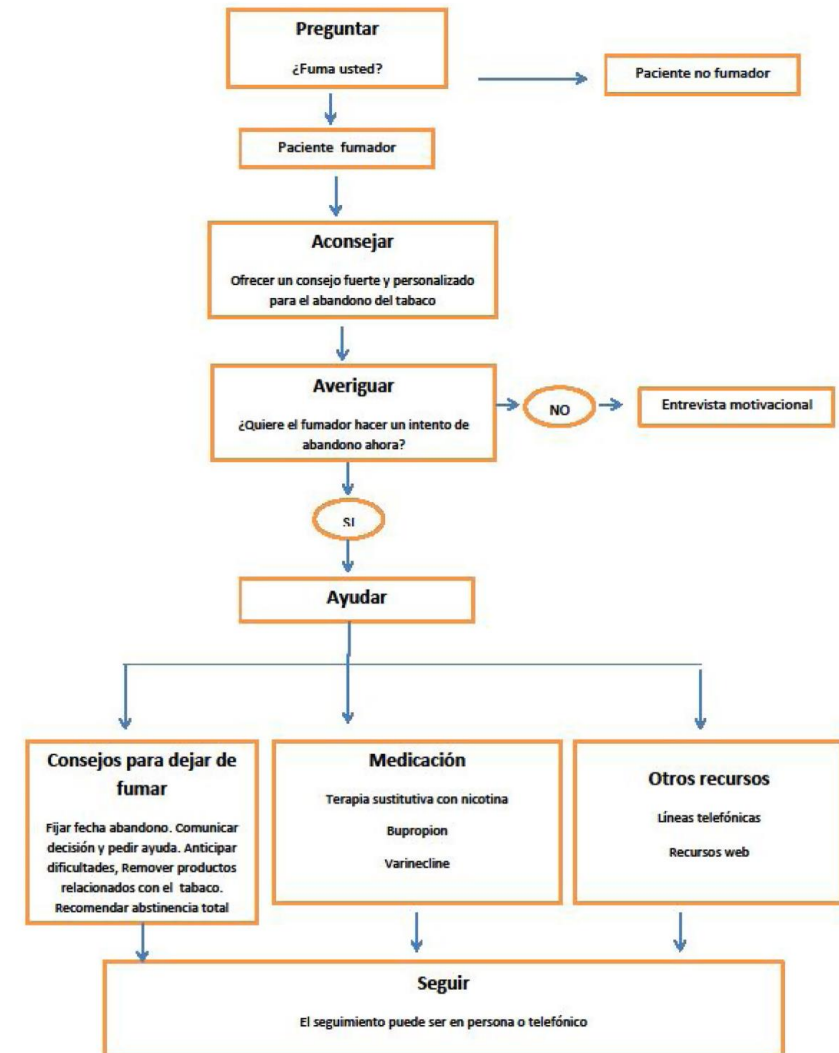 Preguntar
¿Fuma usted?
Paciente no fumador
Paciente fumador
Aconsejar
Ofrecer un consejo fuerte y personalizado
para el abandono del tabaco
Averiguar
¿Quiere el fumador hacer un intento de
abandono ahora?
NO
Entrevista motivacional
SI
Ayudar
Consejos para dejar de
fumar
Fijar fecha abandono. Comunicar
decisión y pedir ayuda. Anticipar
dificultades, Remover productos
relacionados con el tabaco.
Recomendar abstinencia total
Medicación
Terapia sustitutiva con nicotina
Bupropion
Varinecline
Otros recursos
Líneas telefónicas
Recursos web
Seguir
El seguimiento puede ser en persona o telefónico